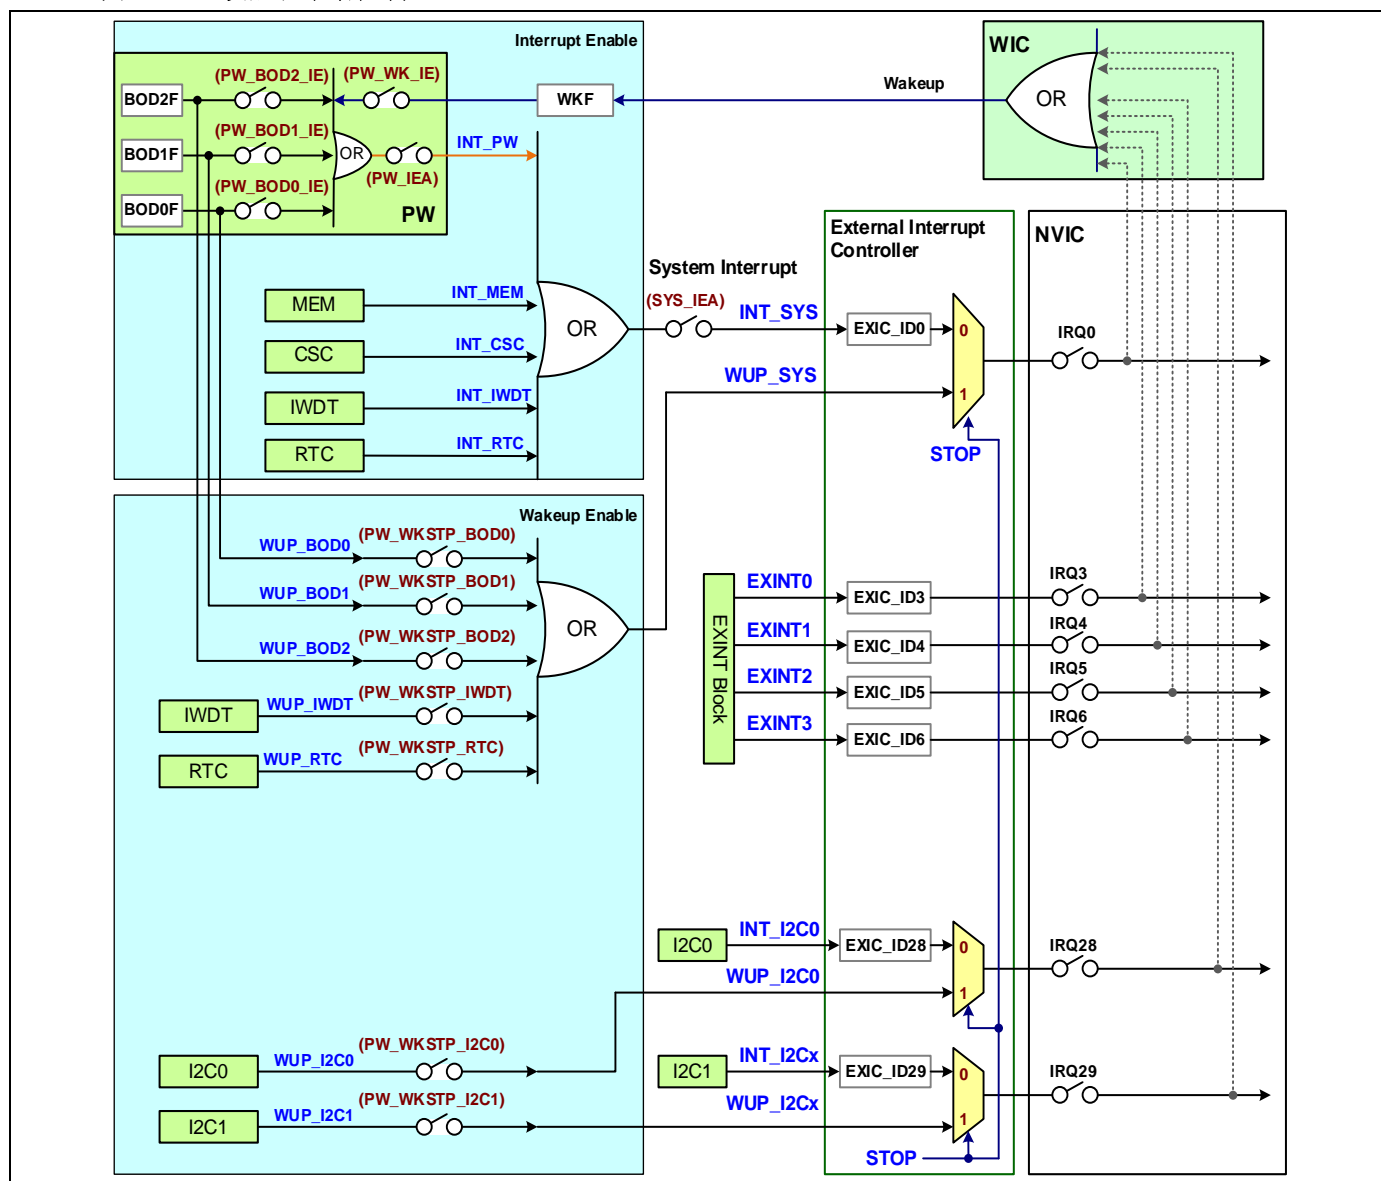 Interrupt Enable
WIC
(PW_BOD2_IE)
(PW_WK_IE)
BOD2F
WKF
Wakeup
OR
(PW_BOD1_IE)
INT_PW
BOD1F
OR
(PW_IEA)
(PW_BOD0_IE)
BOD0F
PW
External Interrupt
Controller
NVIC
System Interrupt
MEM
INT_MEM
(SYS_IEA)
INT_SYS
OR
EXIC_ID0
0
IRQ0
CSC
INT_CSC
WUP_SYS
1
IWDT
INT_IWDT
RTC
INT_RTC
STOP
Wakeup Enable
(PW_WKSTP_BOD0)
WUP_BOD0
(PW_WKSTP_BOD1)
WUP_BOD1
OR
(PW_WKSTP_BOD2)
WUP_BOD2
(PW_WKSTP_IWDT)
IWDT
WUP_IWDT
(PW_WKSTP_RTC)
RTC
WUP_RTC
EXINT Block
EXINT0
EXIC_ID3
IRQ3
EXINT1
EXIC_ID4
IRQ4
EXINT2
EXIC_ID5
IRQ5
EXINT3
EXIC_ID6
IRQ6
I2C0
INT_I2C0
EXIC_ID28
0
IRQ28
WUP_I2C0
1
(PW_WKSTP_I2C0)
I2C0
WUP_I2C0
I2C1
INT_I2Cx
EXIC_ID29
0
IRQ29
(PW_WKSTP_I2C1)
I2C1
WUP_I2C1
WUP_I2Cx
1
STOP